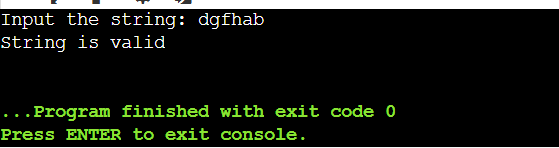 Input the string: dgfhab
String is valid
...Program finished with exit code 0
Press ENTER to exit console.